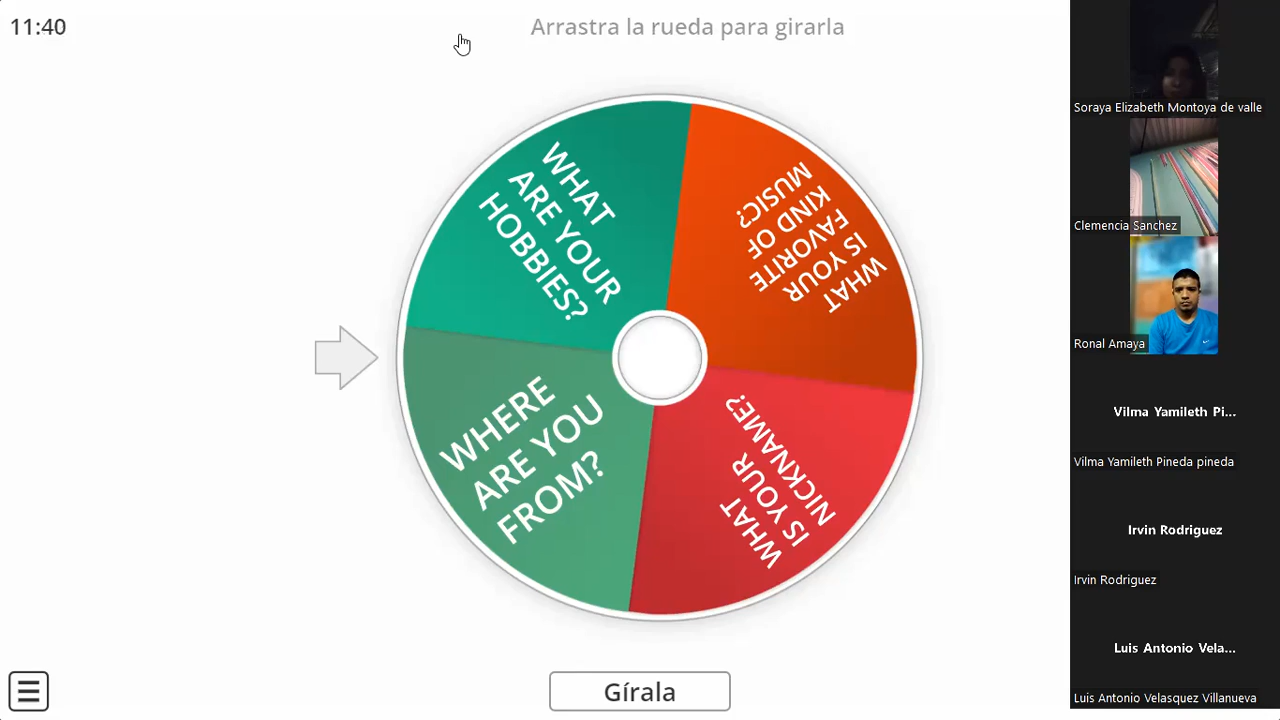 11:40
Arrastra la rueda para girarla
WHAT
ARE YOUR
HOBBIES?
WHAT
IS YOUR
FAVORITE
KIND OF
MUSIC?
WHERE
ARE YOU
FROM?
WHAT
IS YOUR
NICKNAME?
Gírala
Soraya Elizabeth Montoya de valle
Clemencia Sanchez
Ronal Amaya
Vilma Yamileth Pi...
Vilma Yamileth Pineda pineda
Irvin Rodriguez
Irvin Rodriguez
Luis Antonio Vela...
Luis Antonio Velasquez Villanueva